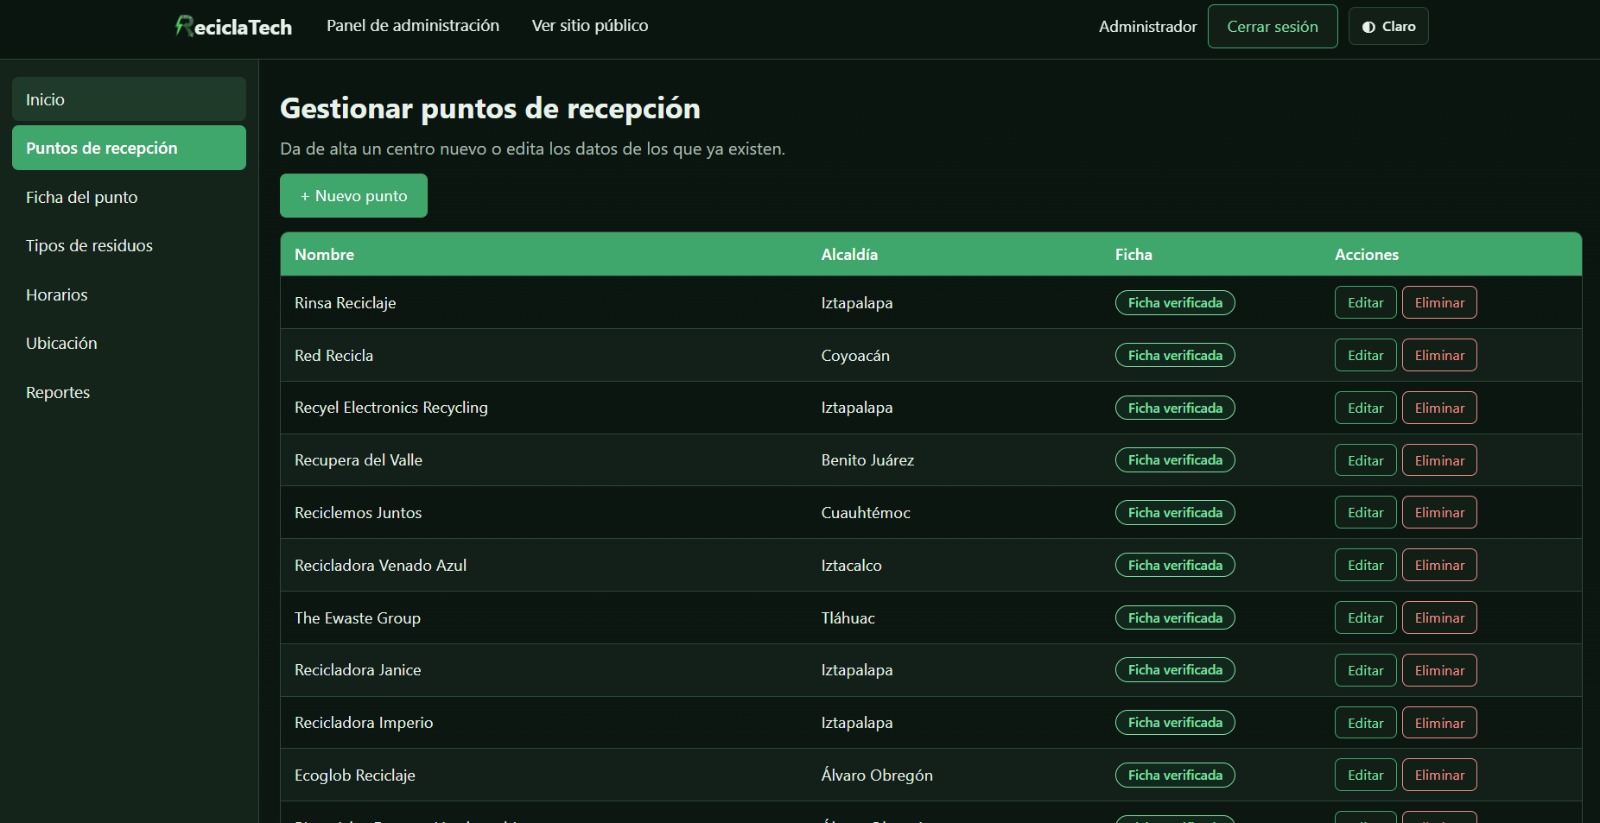 ReciclaTech
Panel de administración
Ver sitio público
Administrador
Cerrar sesión
Claro
Inicio
Puntos de recepción
Ficha del punto
Tipos de residuos
Horarios
Ubicación
Reportes
Gestionar puntos de recepción
Da de alta un centro nuevo o edita los datos de los que ya existen.
+ Nuevo punto
Nombre Alcaldía Ficha Acciones
Rinsa Reciclaje Iztapalapa Ficha verificada Editar Eliminar
Red Recicla Coyoacán Ficha verificada Editar Eliminar
Recyel Electronics Recycling Iztapalapa Ficha verificada Editar Eliminar
Recupera del Valle Benito Juárez Ficha verificada Editar Eliminar
Reciclemos Juntos Cuauhtémoc Ficha verificada Editar Eliminar
Recicladora Venado Azul Iztacalco Ficha verificada Editar Eliminar
The Ewaste Group Tláhuac Ficha verificada Editar Eliminar
Recicladora Janice Iztapalapa Ficha verificada Editar Eliminar
Recicladora Imperio Iztapalapa Ficha verificada Editar Eliminar
Ecoglob Reciclaje Álvaro Obregón Ficha verificada Editar Eliminar